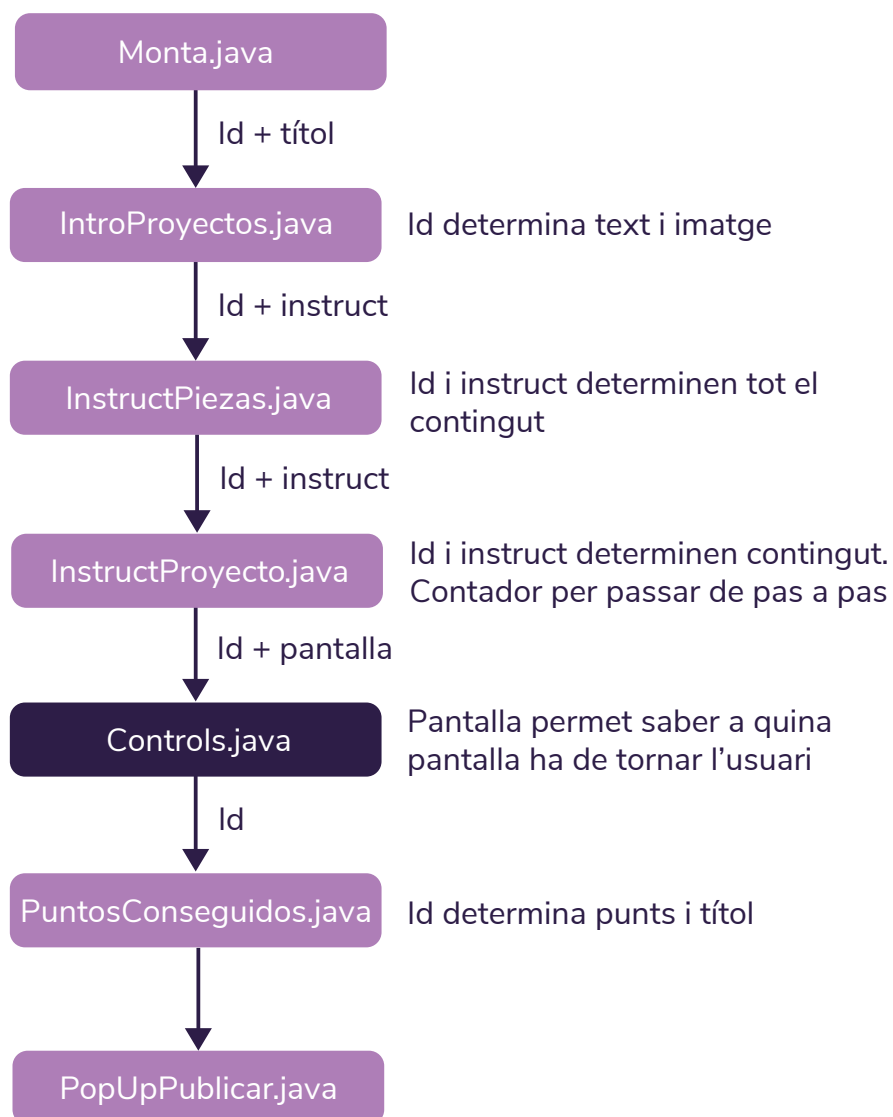 Monta.java
Id + títol
IntroProyectos.java
Id determina text i imatge
Id + instruct
InstructPiezas.java
Id i instruct determinen tot el
contingut
Id + instruct
InstructProyecto.java
Id i instruct determinen contingut.
Contador per passar de pas a pas
Id + pantalla
Controls.java
Pantalla permet saber a quina
pantalla ha de tornar l’usuari
Id
PuntosConseguidos.java
Id determina punts i títol
PopUpPublicar.java